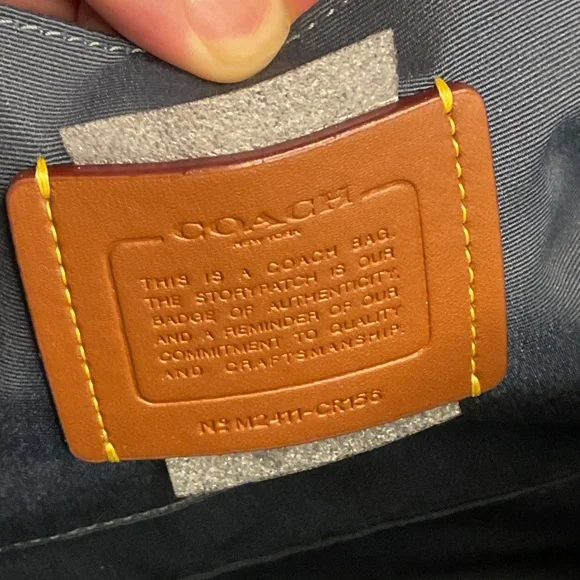 COACH
NEW YORK
THIS IS A COACH BAG.
THE STORYPATCH IS OUR
BADGE OF AUTHENTICITY,
AND A REMINDER OF OUR
COMMITMENT TO QUALITY
AND CRAFTSMANSHIP.
Nº M2411-CR156